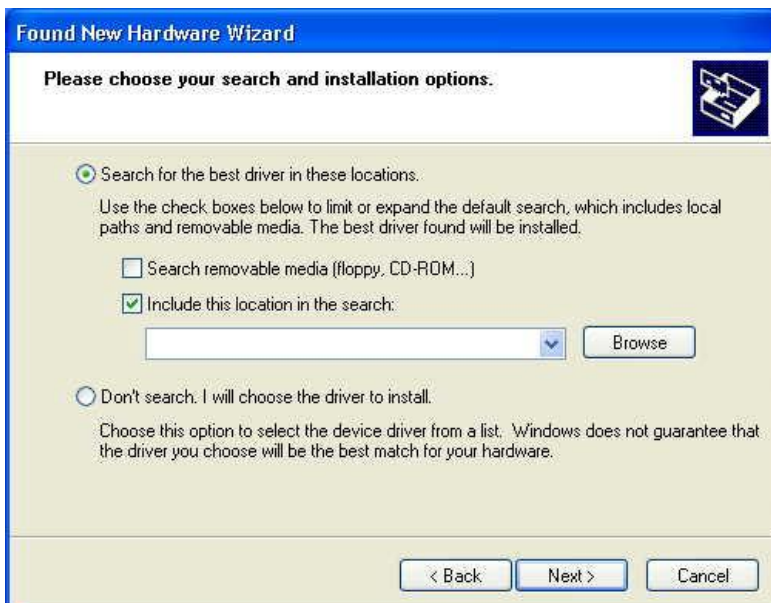 Found New Hardware Wizard
Please choose your search and installation options.
Search for the best driver in these locations.
Use the check boxes below to limit or expand the default search, which includes local
paths and removable media. The best driver found will be installed.
Search removable media (floppy, CD-ROM...)
Include this location in the search:
Browse
Don't search. I will choose the driver to install.
Choose this option to select the device driver from a list. Windows does not guarantee that
the driver you choose will be the best match for your hardware.
< Back Next > Cancel